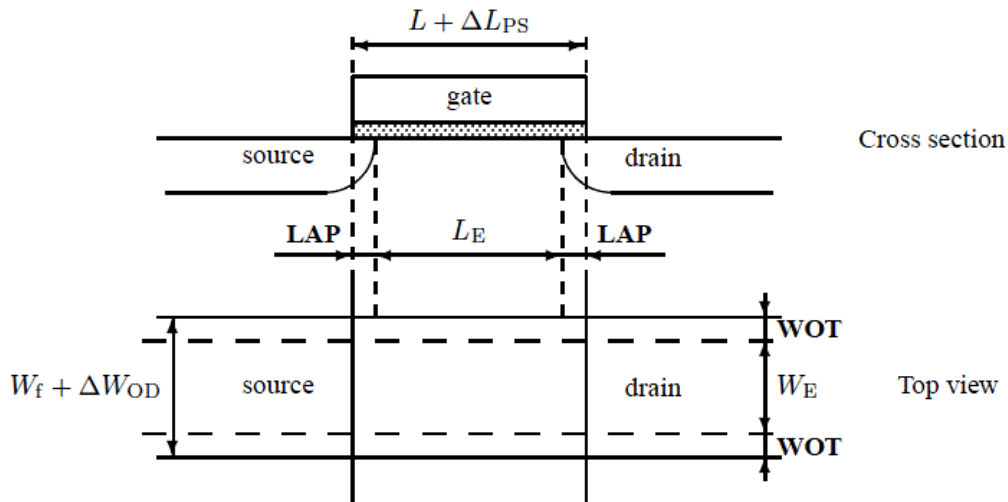 L + ΔL_PS
gate
source drain
Cross section
LAP L_E LAP
WOT
W_f + ΔW_OD source drain W_E Top view
WOT